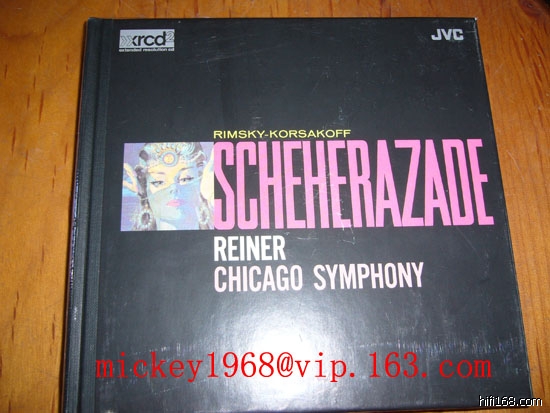 xrcd2
extended resolution cd
JVC
RIMSKY-KORSAKOFF
SCHEHERAZADE
REINER
CHICAGO SYMPHONY
mickey1968@vip.163.com
hifi168.com